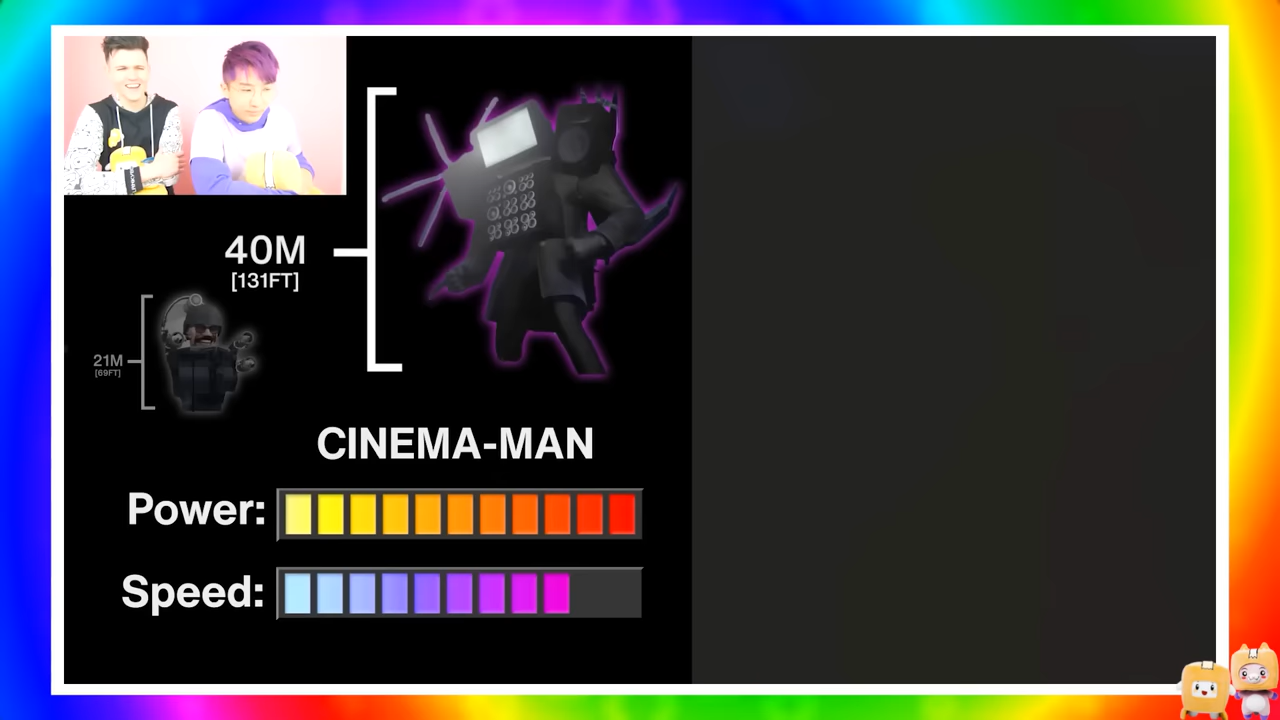 40M
[131FT]
21M
[69FT]
CINEMA-MAN
Power:
Speed: